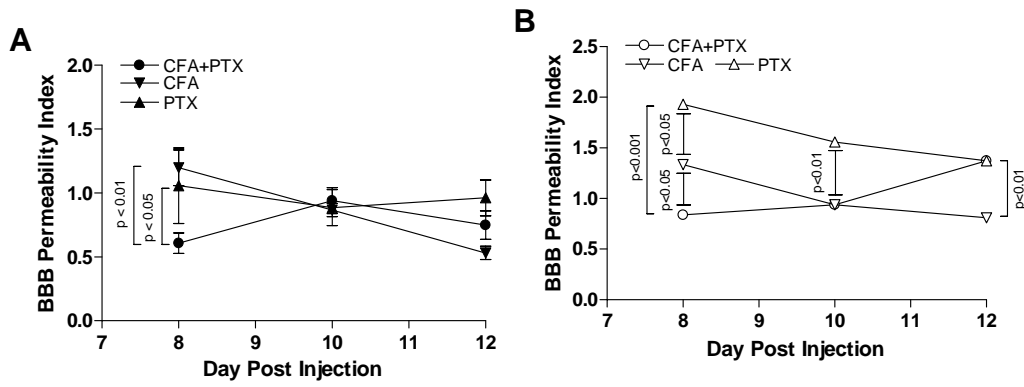 A
CFA+PTX
CFA
PTX
BBB Permeability Index
2.0
1.5
1.0
0.5
0.0
p < 0.01
p < 0.05
7 8 9 10 11 12
Day Post Injection
B
CFA+PTX
CFA PTX
BBB Permeability Index
2.5
2.0
1.5
1.0
0.5
0.0
p<0.001
p<0.05
p<0.05
p<0.01
p<0.01
7 8 9 10 11 12
Day Post Injection